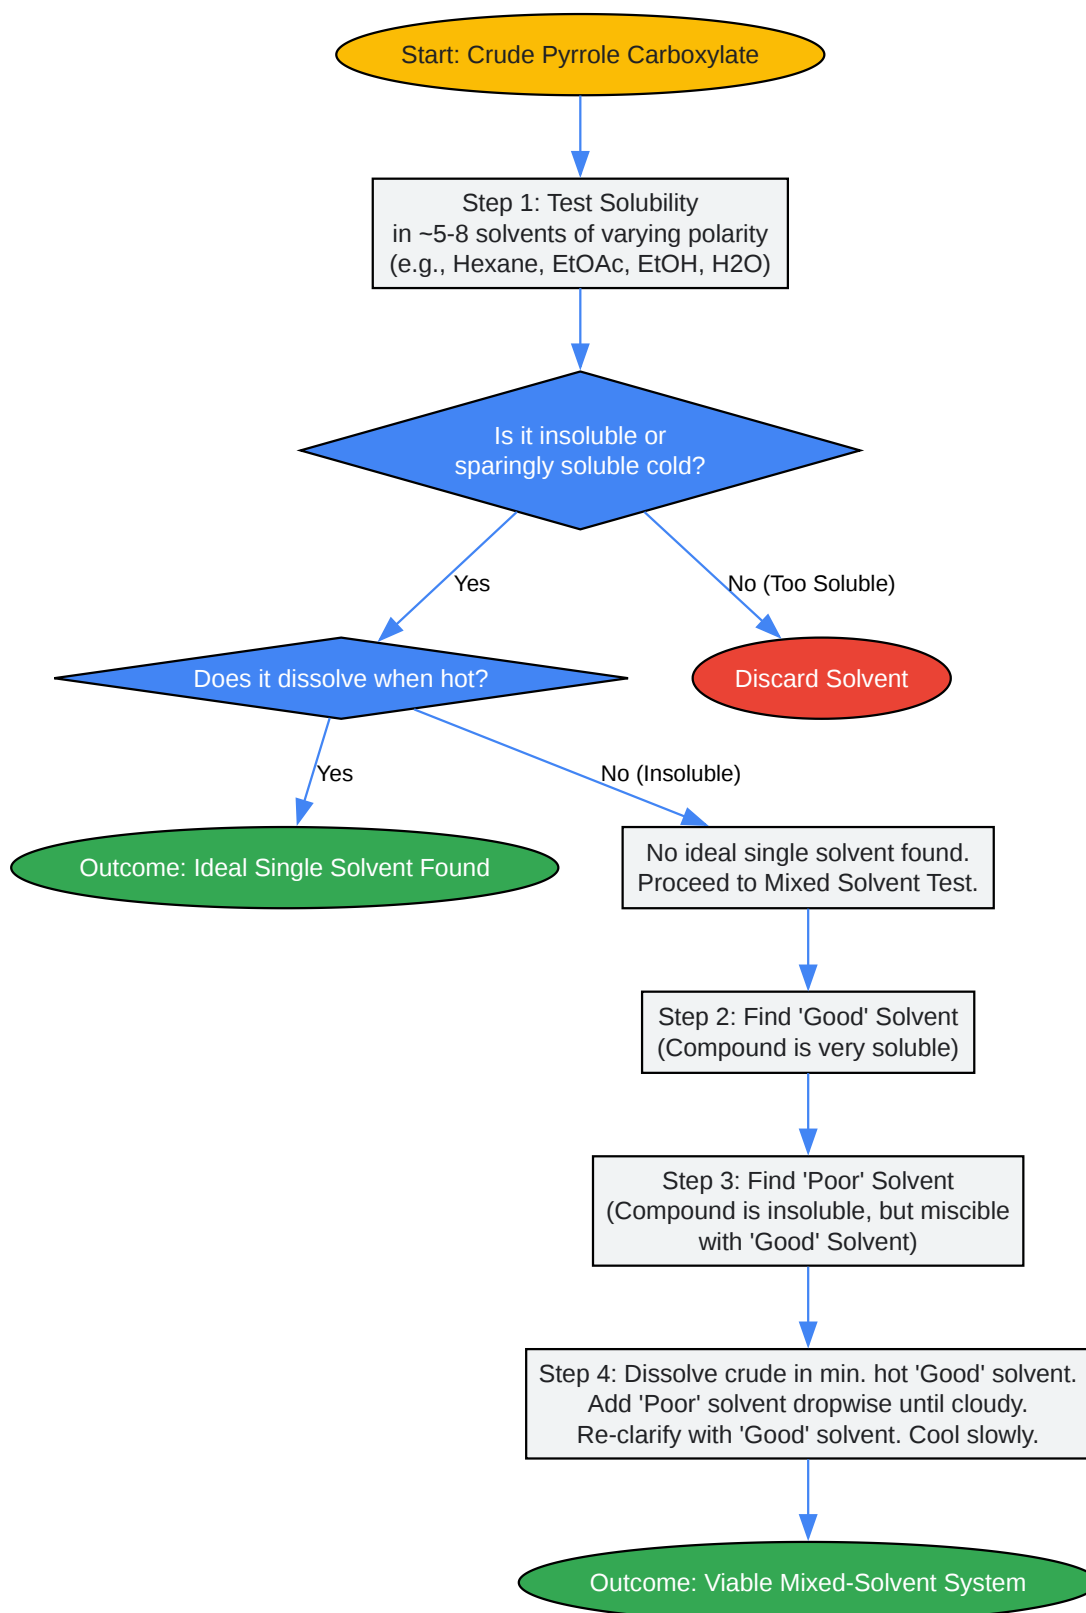 Start: Crude Pyrrole Carboxylate
Step 1: Test Solubility
in ~5-8 solvents of varying polarity
(e.g., Hexane, EtOAc, EtOH, H2O)
Is it insoluble or
sparingly soluble cold?
Yes
No (Too Soluble)
Does it dissolve when hot?
Discard Solvent
Yes
No (Insoluble)
Outcome: Ideal Single Solvent Found
No ideal single solvent found.
Proceed to Mixed Solvent Test.
Step 2: Find 'Good' Solvent
(Compound is very soluble)
Step 3: Find 'Poor' Solvent
(Compound is insoluble, but miscible
with 'Good' Solvent)
Step 4: Dissolve crude in min. hot 'Good' solvent.
Add 'Poor' solvent dropwise until cloudy.
Re-clarify with 'Good' solvent. Cool slowly.
Outcome: Viable Mixed-Solvent System